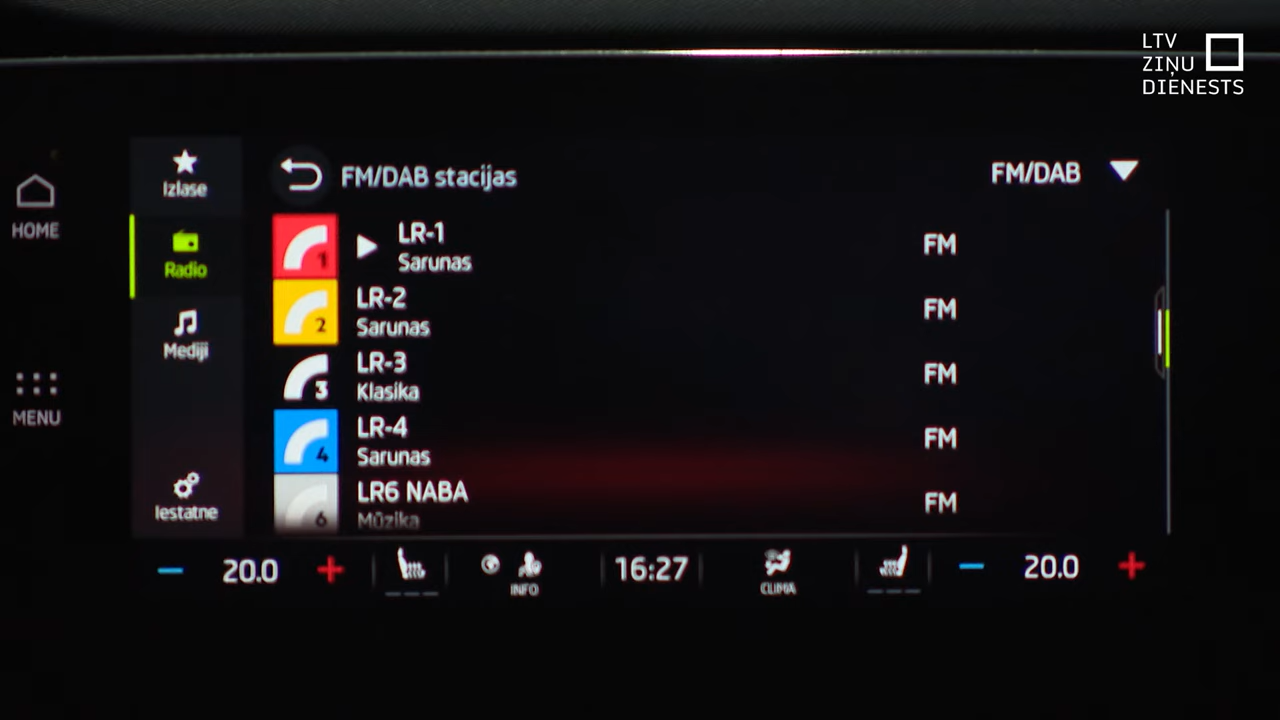 LTV
ZIŅU
DIENESTS
HOME
MENU
Izlase
Radio
Mediji
Iestatne
FM/DAB stacijas
FM/DAB
1
LR-1
Sarunas
FM
2
LR-2
Sarunas
FM
3
LR-3
Klasika
FM
4
LR-4
Sarunas
FM
6
LR6 NABA
Mūzika
FM
20.0
INFO
16:27
CLIMA
20.0